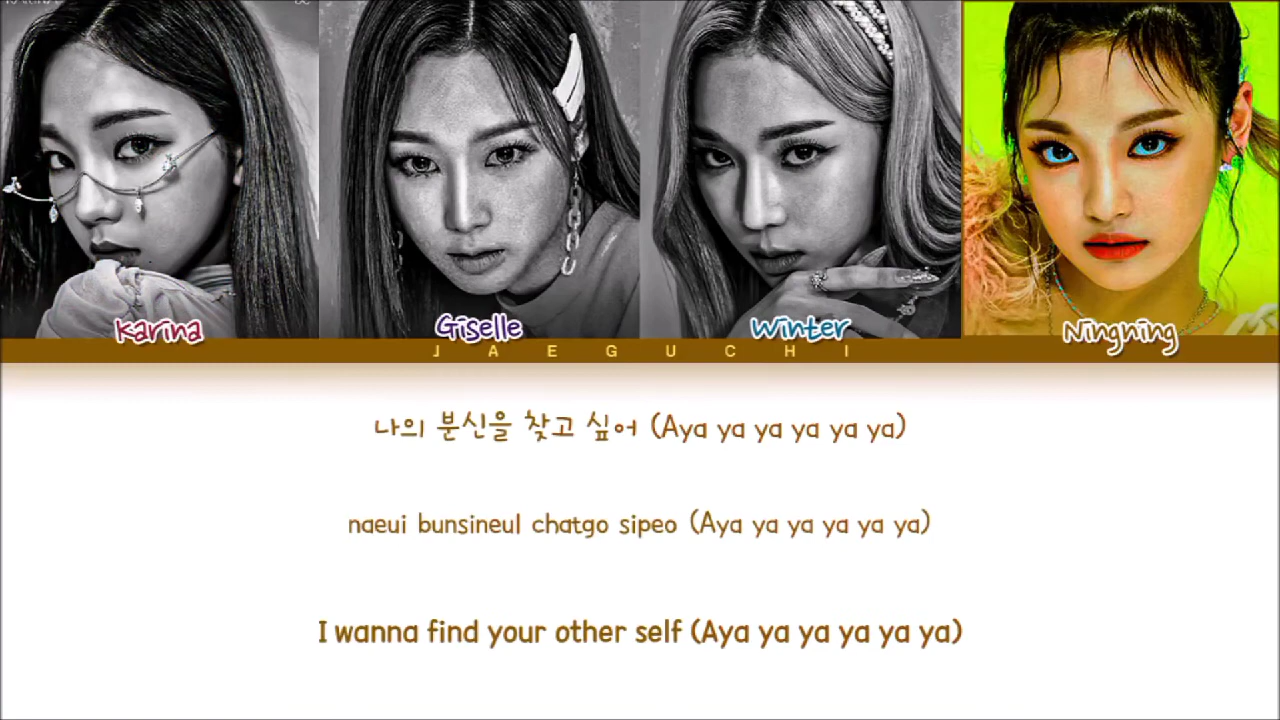 Karina
Giselle
Winter
Ningning
JAEGUCHI
나의 분신을 찾고 싶어 (Aya ya ya ya ya ya)
naeui bunsineul chatgo sipeo (Aya ya ya ya ya ya)
I wanna find your other self (Aya ya ya ya ya ya)